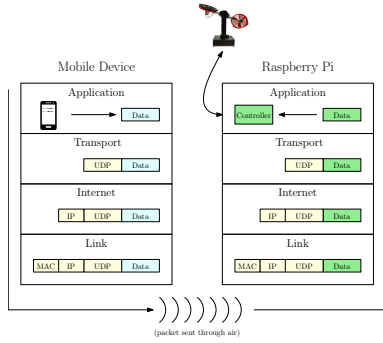 Mobile Device
Application
Data
Transport
UDP Data
Internet
IP UDP Data
Link
MAC IP UDP Data
Raspberry Pi
Application
Controller Data
Transport
UDP Data
Internet
IP UDP Data
Link
MAC IP UDP Data
(packet sent through air)